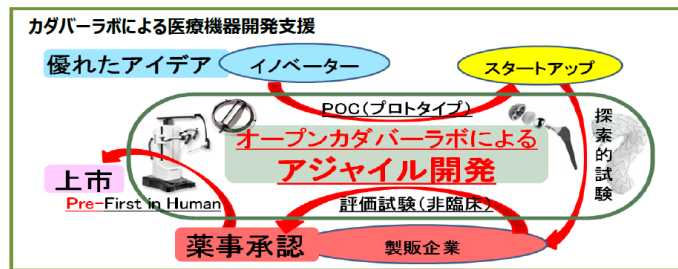 カダバーラボによる医療機器開発支援
優れたアイデア
イノベーター
スタートアップ
POC(プロトタイプ)
オープンカダバーラボによる
アジャイル開発
探索的試験
上市
Pre-First in Human
評価試験(非臨床)
薬事承認
製販企業